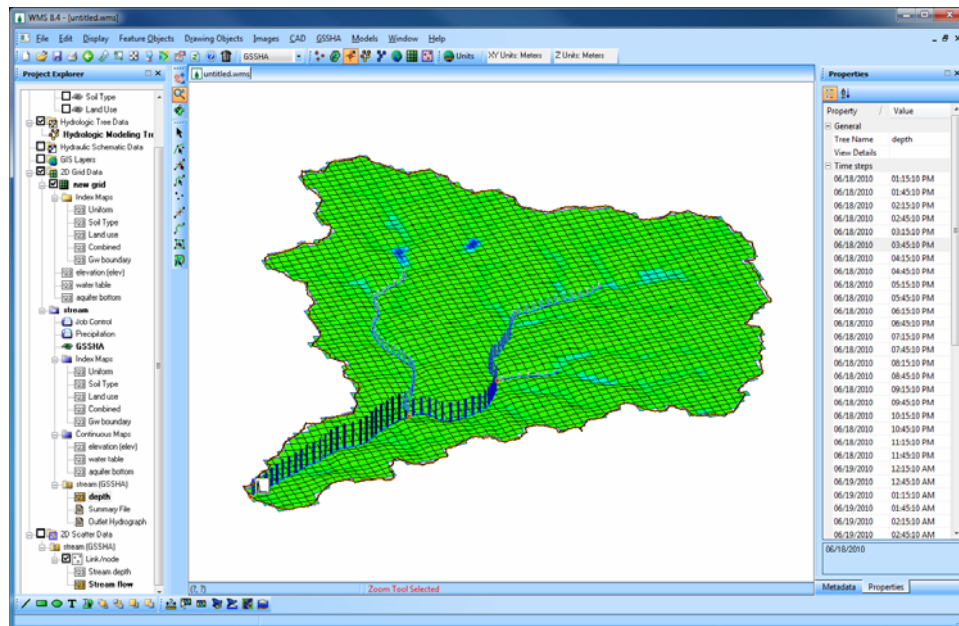 WMS 8.4 - [untitled.wms]
File Edit Display Feature Objects Drawing Objects Images CAD GSSHA Models Window Help
GSSHA Units XY Units: Meters Z Units: Meters
Project Explorer
Soil Type
Land Use
Hydrologic Tree Data
Hydrologic Modeling Tre
Hydraulic Schematic Data
GIS Layers
2D Grid Data
new grid
Index Maps
Uniform
Soil Type
Land use
Combined
Gw boundary
elevation (elev)
water table
aquifer bottom
stream
Job Control
Precipitation
GSSHA
Index Maps
Uniform
Soil Type
Land use
Combined
Gw boundary
Continuous Maps
elevation (elev)
water table
aquifer bottom
stream (GSSHA)
depth
Summary File
Outlet Hydrograph
2D Scatter Data
stream (GSSHA)
Link/node
Stream depth
Stream flow
untitled.wms
(?, ?) Zoom Tool Selected
Properties
Property / Value
General
Tree Name depth
View Details
Time steps
06/18/2010 01:15:10 PM
06/18/2010 01:45:10 PM
06/18/2010 02:15:10 PM
06/18/2010 02:45:10 PM
06/18/2010 03:15:10 PM
06/18/2010 03:45:10 PM
06/18/2010 04:15:10 PM
06/18/2010 04:45:10 PM
06/18/2010 05:15:10 PM
06/18/2010 05:45:10 PM
06/18/2010 06:15:10 PM
06/18/2010 06:45:10 PM
06/18/2010 07:15:10 PM
06/18/2010 07:45:10 PM
06/18/2010 08:15:10 PM
06/18/2010 08:45:10 PM
06/18/2010 09:15:10 PM
06/18/2010 09:45:10 PM
06/18/2010 10:15:10 PM
06/18/2010 10:45:10 PM
06/18/2010 11:15:10 PM
06/18/2010 11:45:10 PM
06/19/2010 12:15:10 AM
06/19/2010 12:45:10 AM
06/19/2010 01:15:10 AM
06/19/2010 01:45:10 AM
06/19/2010 02:15:10 AM
06/19/2010 02:45:10 AM
06/18/2010
Metadata Properties